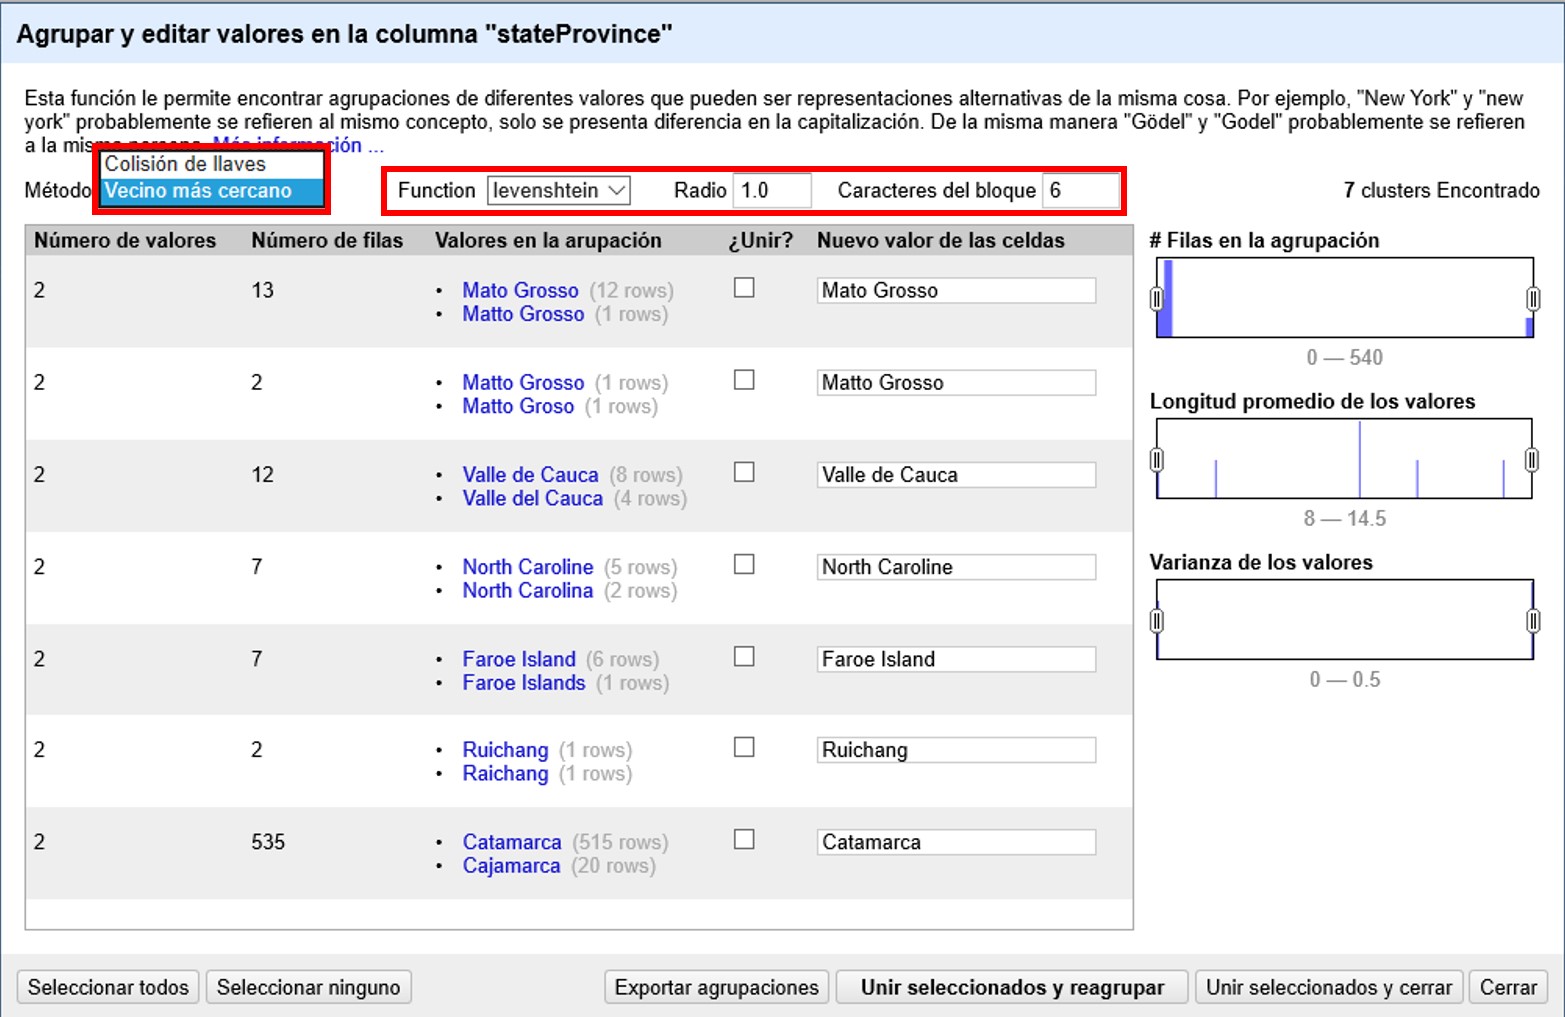 Agrupar y editar valores en la columna "stateProvince"
Esta función le permite encontrar agrupaciones de diferentes valores que pueden ser representaciones alternativas de la misma cosa. Por ejemplo, "New York" y "new
york" probablemente se refieren al mismo concepto, solo se presenta diferencia en la capitalización. De la misma manera "Gödel" y "Godel" probablemente se refieren
a la misma persona. Más información ...
Colisión de llaves
Método Vecino más cercano Function levenshtein Radio 1.0 Caracteres del bloque 6 7 clusters Encontrado
Número de valores Número de filas Valores en la arupación ¿Unir? Nuevo valor de las celdas
2 13 • Mato Grosso (12 rows) Mato Grosso
• Matto Grosso (1 rows)
2 2 • Matto Grosso (1 rows) Matto Grosso
• Matto Groso (1 rows)
2 12 • Valle de Cauca (8 rows) Valle de Cauca
• Valle del Cauca (4 rows)
2 7 • North Caroline (5 rows) North Caroline
• North Carolina (2 rows)
2 7 • Faroe Island (6 rows) Faroe Island
• Faroe Islands (1 rows)
2 2 • Ruichang (1 rows) Ruichang
• Raichang (1 rows)
2 535 • Catamarca (515 rows) Catamarca
• Cajamarca (20 rows)
# Filas en la agrupación
0 — 540
Longitud promedio de los valores
8 — 14.5
Varianza de los valores
0 — 0.5
Seleccionar todos Seleccionar ninguno Exportar agrupaciones Unir seleccionados y reagrupar Unir seleccionados y cerrar Cerrar